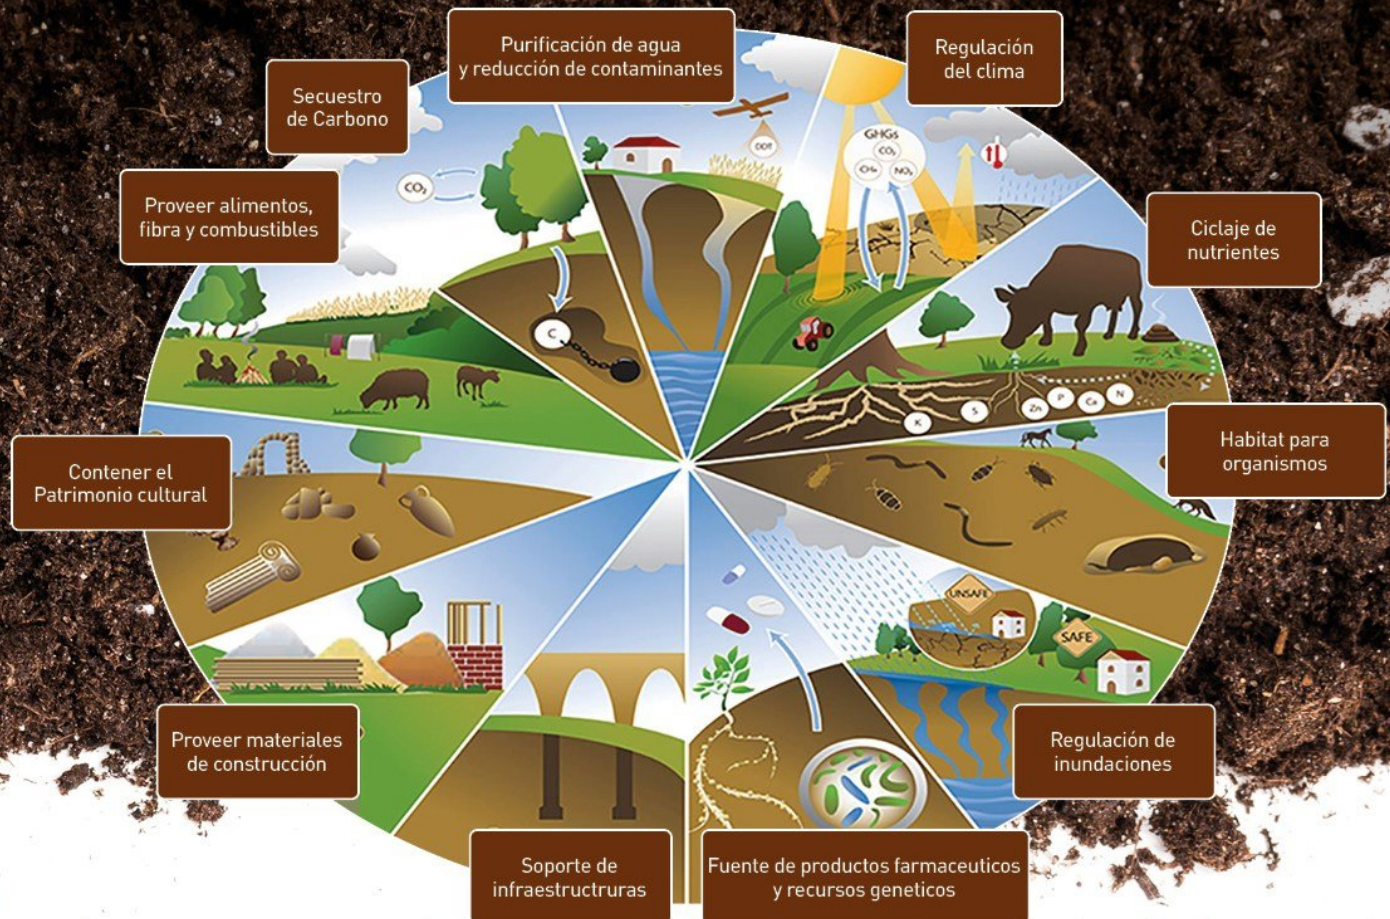 Purificación de agua
y reducción de contaminantes
Regulación
del clima
Secuestro
de Carbono
Proveer alimentos,
fibra y combustibles
Ciclaje de
nutrientes
Habitat para
organismos
Contener el
Patrimonio cultural
Proveer materiales
de construcción
Regulación de
inundaciones
Soporte de
infraestructruras
Fuente de productos farmaceuticos
y recursos geneticos
CO₂
C
DDT
GHGs
CO₂
CH₄
NO₂
K
S
Zn
P
Ca
N
UNSAFE
SAFE